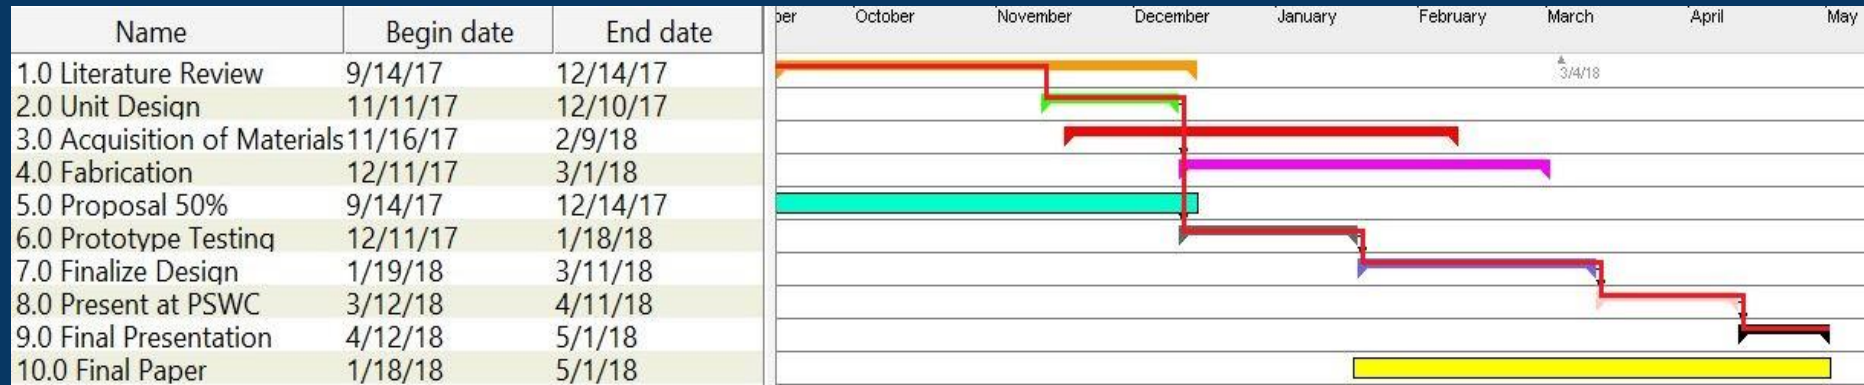 Name Begin date End date
ber October November December January February March April May
1.0 Literature Review 9/14/17 12/14/17
3/4/18
2.0 Unit Design 11/11/17 12/10/17
3.0 Acquisition of Materials 11/16/17 2/9/18
4.0 Fabrication 12/11/17 3/1/18
5.0 Proposal 50% 9/14/17 12/14/17
6.0 Prototype Testing 12/11/17 1/18/18
7.0 Finalize Design 1/19/18 3/11/18
8.0 Present at PSWC 3/12/18 4/11/18
9.0 Final Presentation 4/12/18 5/1/18
10.0 Final Paper 1/18/18 5/1/18